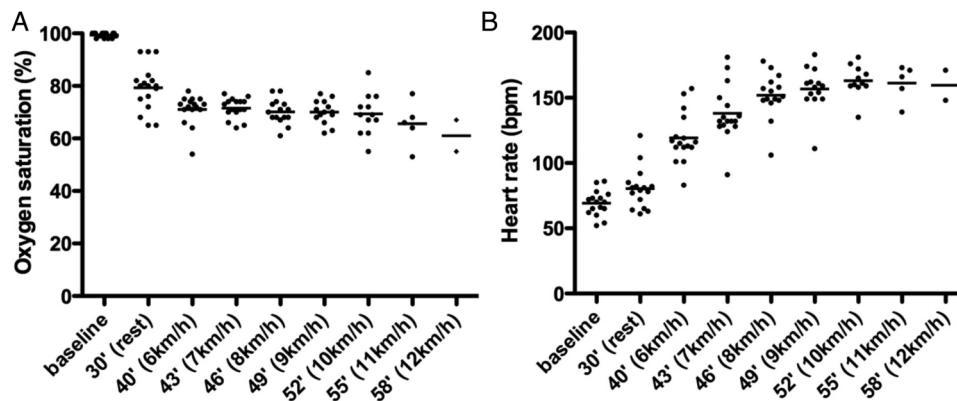 A
Oxygen saturation (%)
100
80
60
40
20
0
baseline
30' (rest)
40' (6km/h)
43' (7km/h)
46' (8km/h)
49' (9km/h)
52' (10km/h)
55' (11km/h)
58' (12km/h)
B
Heart rate (bpm)
200
150
100
50
0
baseline
30' (rest)
40' (6km/h)
43' (7km/h)
46' (8km/h)
49' (9km/h)
52' (10km/h)
55' (11km/h)
58' (12km/h)